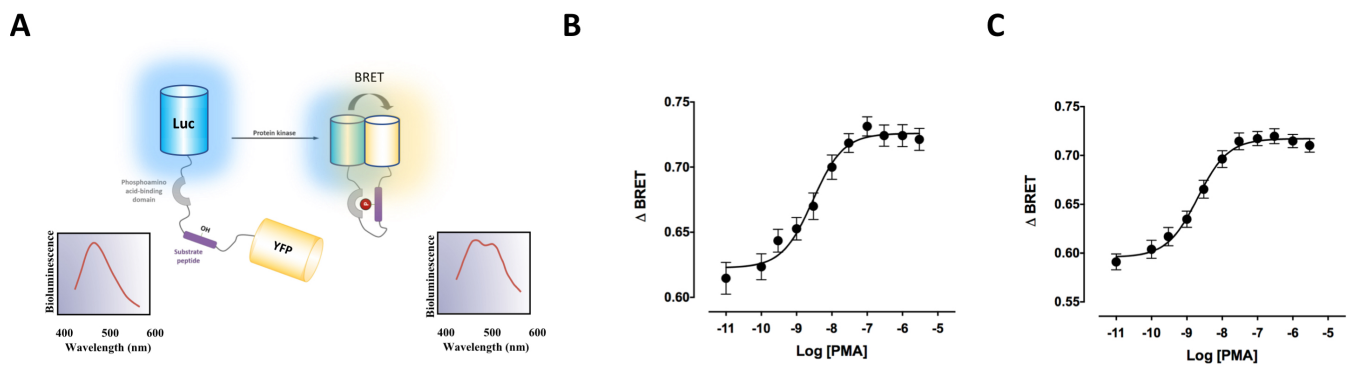 A
BRET
Luc
Protein kinase
Phosphoamino
acid-binding
domain
OH
Substrate
peptide
YFP
Bioluminescence
400 500 600
Wavelength (nm)
Bioluminescence
400 500 600
Wavelength (nm)
B
0.75
0.70
0.65
0.60
Δ BRET
-11 -10 -9 -8 -7 -6 -5
Log [PMA]
C
0.75
0.70
0.65
0.60
0.55
Δ BRET
-11 -10 -9 -8 -7 -6 -5
Log [PMA]